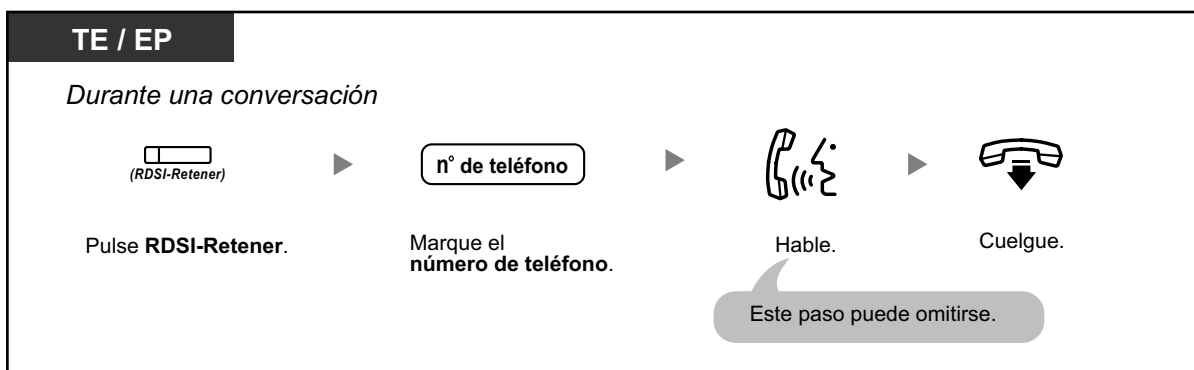 TE / EP
Durante una conversación
(RDSI-Retener)
n° de teléfono
Pulse RDSI-Retener.
Marque el
número de teléfono.
Hable.
Cuelgue.
Este paso puede omitirse.